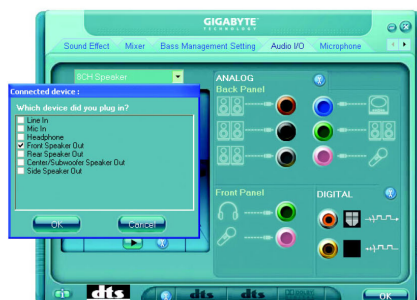 GIGABYTE
TECHNOLOGY
Sound Effect Mixer Bass Management Setting Audio I/O Microphone
8CH Speaker
Connected device :
Which device did you plug in?
Line In
Mic In
Headphone
Front Speaker Out
Rear Speaker Out
Center/Subwoofer Speaker Out
Side Speaker Out
OK Cancel
ANALOG
Back Panel
Front Panel
DIGITAL
dts dts dts
OK